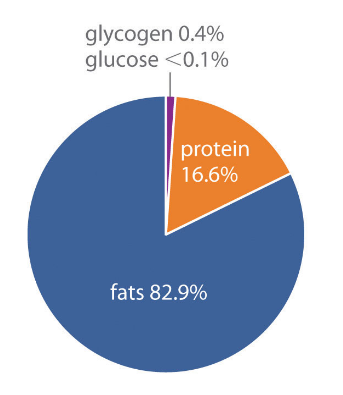 glycogen 0.4%
glucose <0.1%
protein
16.6%
fats 82.9%